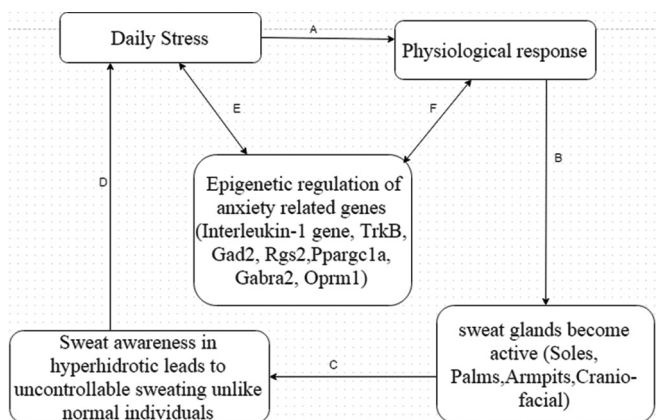 Daily Stress
A
Physiological response
E
F
B
D
Epigenetic regulation of
anxiety related genes
(Interleukin-1 gene, TrkB,
Gad2, Rgs2,Ppargc1a,
Gabra2, Oprm1)
Sweat awareness in
hyperhidrotic leads to
uncontrollable sweating unlike
normal individuals
C
sweat glands become
active (Soles,
Palms,Armpits,Cranio-
facial)